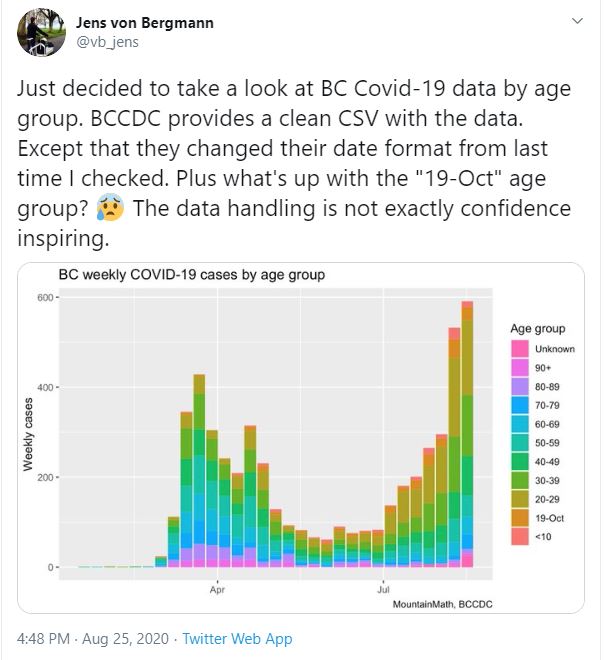 Jens von Bergmann
@vb_jens
Just decided to take a look at BC Covid-19 data by age
group. BCCDC provides a clean CSV with the data.
Except that they changed their date format from last
time I checked. Plus what's up with the "19-Oct" age
group? 😰 The data handling is not exactly confidence
inspiring.
BC weekly COVID-19 cases by age group
600
400
200
0
Weekly cases
Apr
Jul
Age group
Unknown
90+
80-89
70-79
60-69
50-59
40-49
30-39
20-29
19-Oct
<10
MountainMath, BCCDC
4:48 PM · Aug 25, 2020 · Twitter Web App